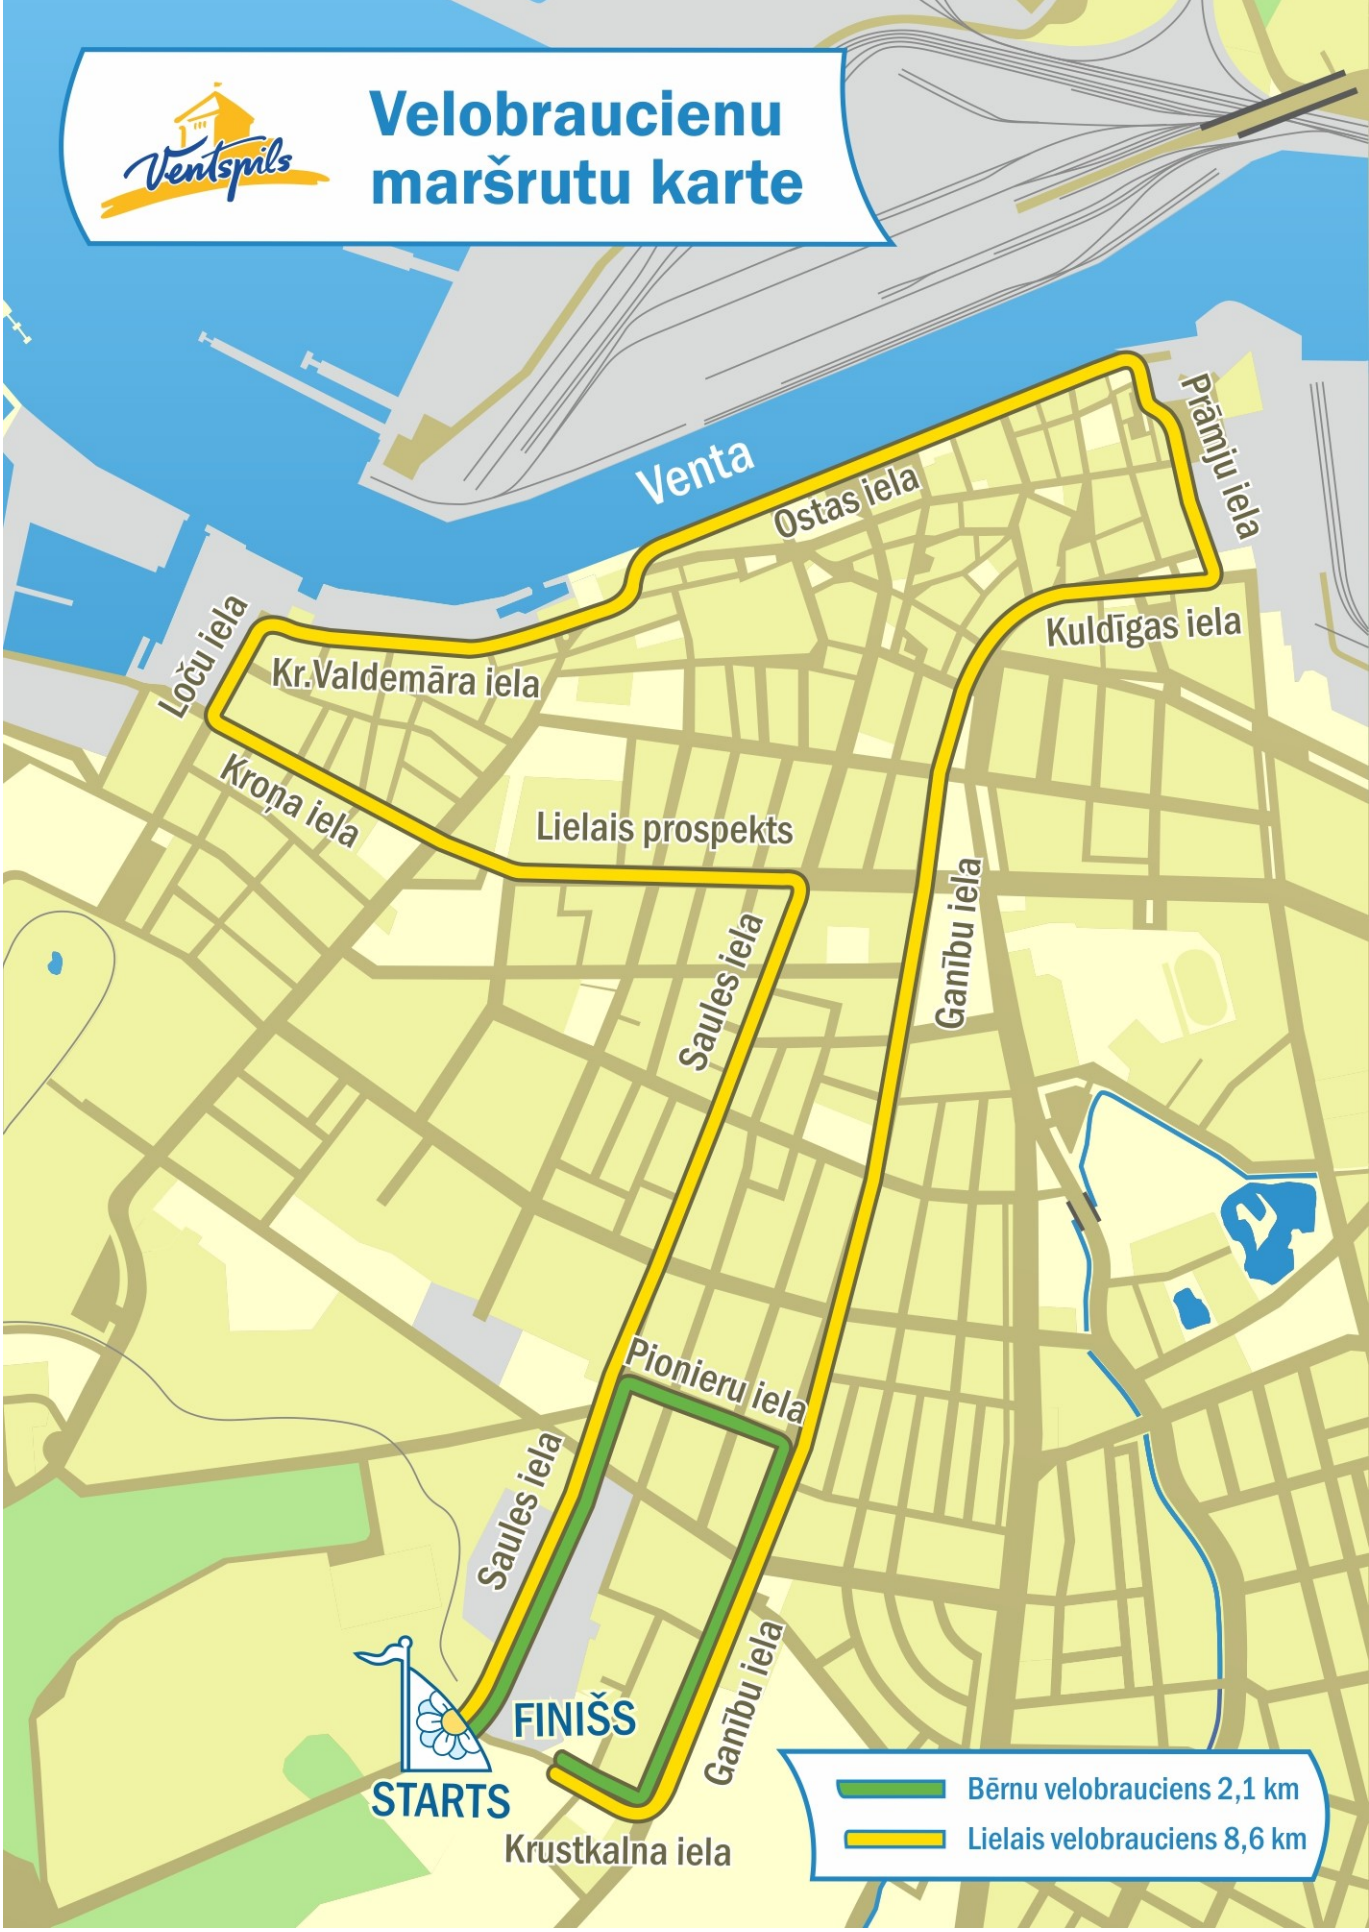 Ventspils
Velobraucienu
maršrutu karte
Venta
Ostas iela
Prāmju iela
Kuldīgas iela
Loču iela
Kr.Valdemāra iela
Kroņa iela
Lielais prospekts
Saules iela
Ganību iela
Pionieru iela
Saules iela
Ganību iela
FINIŠS
STARTS
Krustkalna iela
Bērnu velobrauciens 2,1 km
Lielais velobrauciens 8,6 km